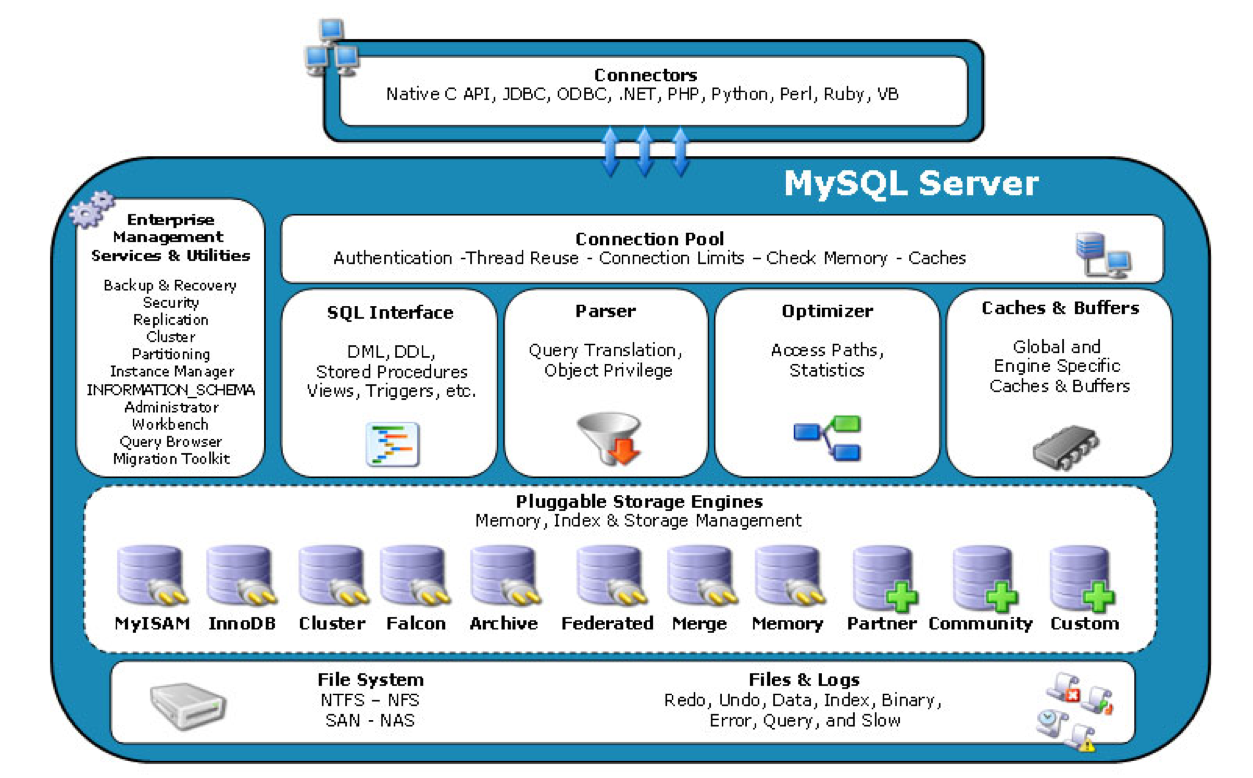 Connectors
Native C API, JDBC, ODBC, .NET, PHP, Python, Perl, Ruby, VB
MySQL Server
Enterprise
Management
Services & Utilities
Backup & Recovery
Security
Replication
Cluster
Partitioning
Instance Manager
INFORMATION_SCHEMA
Administrator
Workbench
Query Browser
Migration Toolkit
Connection Pool
Authentication -Thread Reuse - Connection Limits – Check Memory - Caches
SQL Interface
DML, DDL,
Stored Procedures
Views, Triggers, etc.
Parser
Query Translation,
Object Privilege
Optimizer
Access Paths,
Statistics
Caches & Buffers
Global and
Engine Specific
Caches & Buffers
Pluggable Storage Engines
Memory, Index & Storage Management
MyISAM InnoDB Cluster Falcon Archive Federated Merge Memory Partner Community Custom
File System
NTFS – NFS
SAN - NAS
Files & Logs
Redo, Undo, Data, Index, Binary,
Error, Query, and Slow